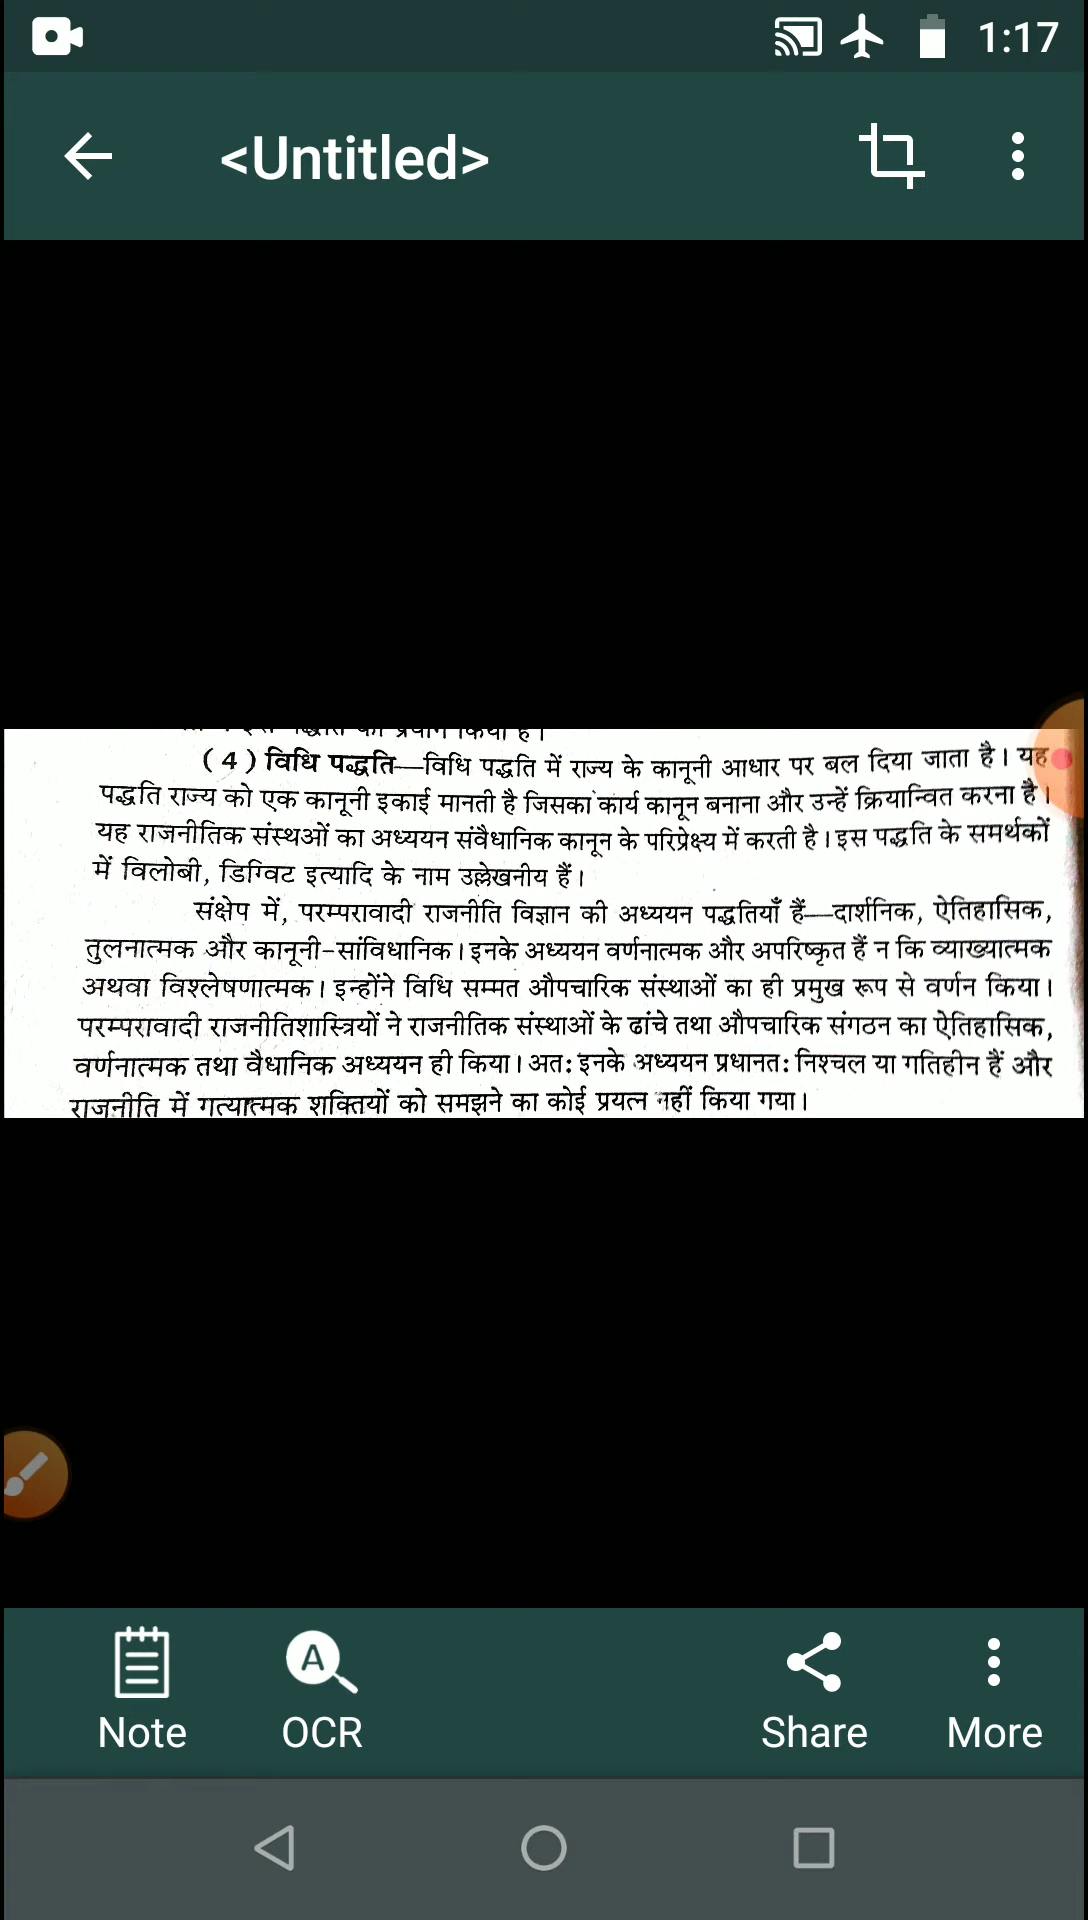 1:17
<Untitled>
(4) विधि पद्धति—विधि पद्धति में राज्य के कानूनी आधार पर बल दिया जाता है। यह
पद्धति राज्य को एक कानूनी इकाई मानती है जिसका कार्य कानून बनाना और उन्हें क्रियान्वित करना है।
यह राजनीतिक संस्थओं का अध्ययन संवैधानिक कानून के परिप्रेक्ष्य में करती है। इस पद्धति के समर्थकों
में विलोबी, डिग्विट इत्यादि के नाम उल्लेखनीय हैं।
संक्षेप में, परम्परावादी राजनीति विज्ञान की अध्ययन पद्धतियाँ हैं—दार्शनिक, ऐतिहासिक,
तुलनात्मक और कानूनी-सांविधानिक। इनके अध्ययन वर्णनात्मक और अपरिष्कृत हैं न कि व्याख्यात्मक
अथवा विश्लेषणात्मक। इन्होंने विधि सम्मत औपचारिक संस्थाओं का ही प्रमुख रूप से वर्णन किया।
परम्परावादी राजनीतिशास्त्रियों ने राजनीतिक संस्थाओं के ढांचे तथा औपचारिक संगठन का ऐतिहासिक,
वर्णनात्मक तथा वैधानिक अध्ययन ही किया। अत: इनके अध्ययन प्रधानत: निश्चल या गतिहीन हैं और
राजनीति में गत्यात्मक शक्तियों को समझने का कोई प्रयत्न नहीं किया गया।
Note OCR Share More